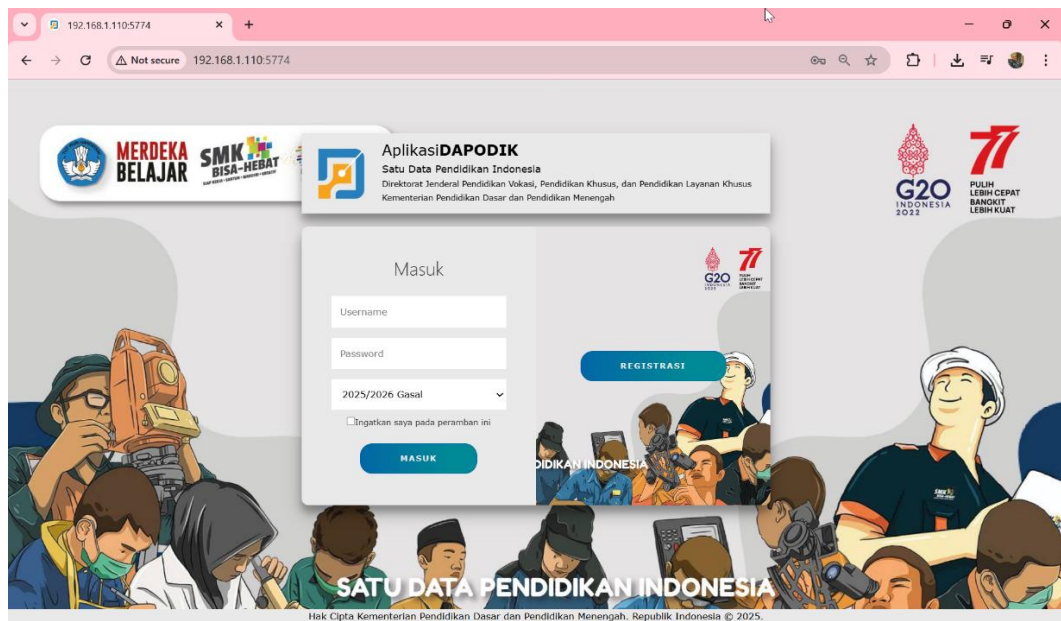 192.168.1.110:5774
Not secure
192.168.1.110:5774
MERDEKA
BELAJAR
SMK
BISA-HEBAT
AplikasiDAPODIK
Satu Data Pendidikan Indonesia
Direktorat Jenderal Pendidikan Vokasi, Pendidikan Khusus, dan Pendidikan Layanan Khusus
Kementerian Pendidikan Dasar dan Pendidikan Menengah
G20
INDONESIA
2022
77
PULIH
LEBIH CEPAT
BANGKIT
LEBIH KUAT
Masuk
Username
Password
2025/2026 Gasal
Ingatkan saya pada peramban ini
MASUK
G20
77
REGISTRASI
DIDIKAN INDONESIA
SATU DATA PENDIDIKAN INDONESIA
Hak Cipta Kementerian Pendidikan Dasar dan Pendidikan Menengah. Republik Indonesia © 2025.